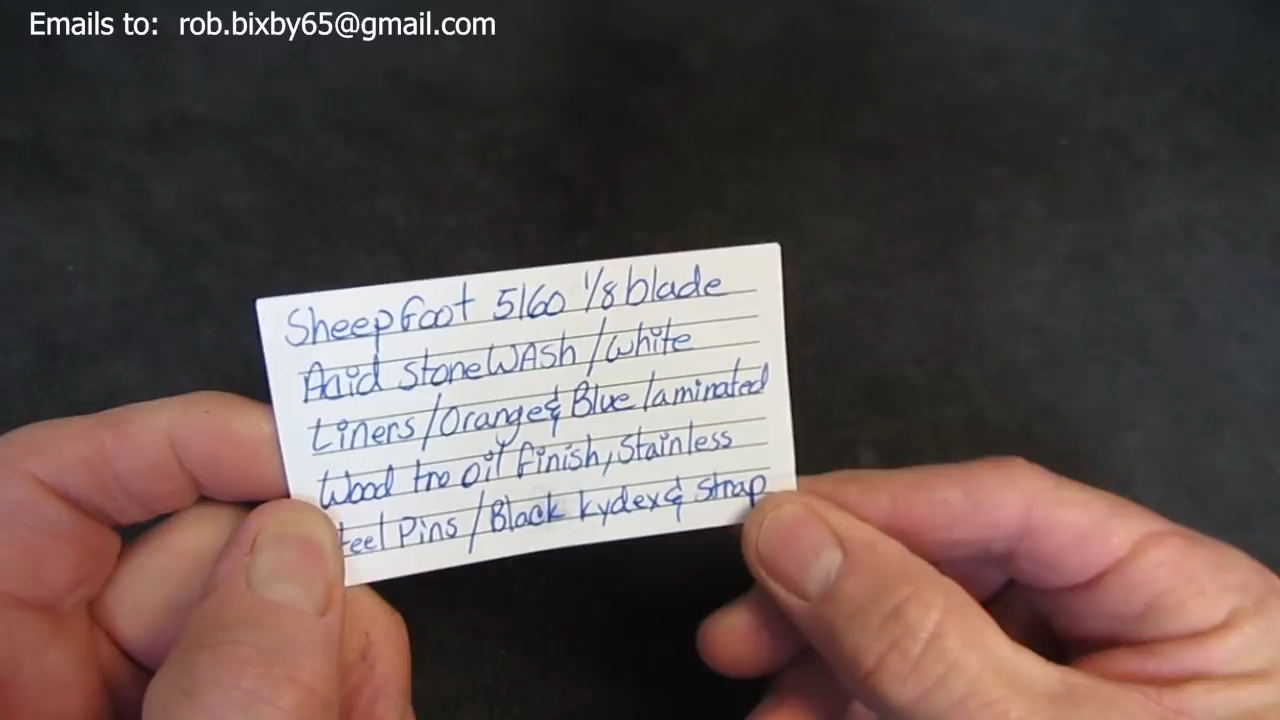 Emails to: rob.bixby65@gmail.com
Sheepfoot 5160 1/8 blade
Acid stoneWASh / white
Liners / Orange & Blue laminated
Wood tru oil finish, Stainless
teel Pins / Black kydex & strap